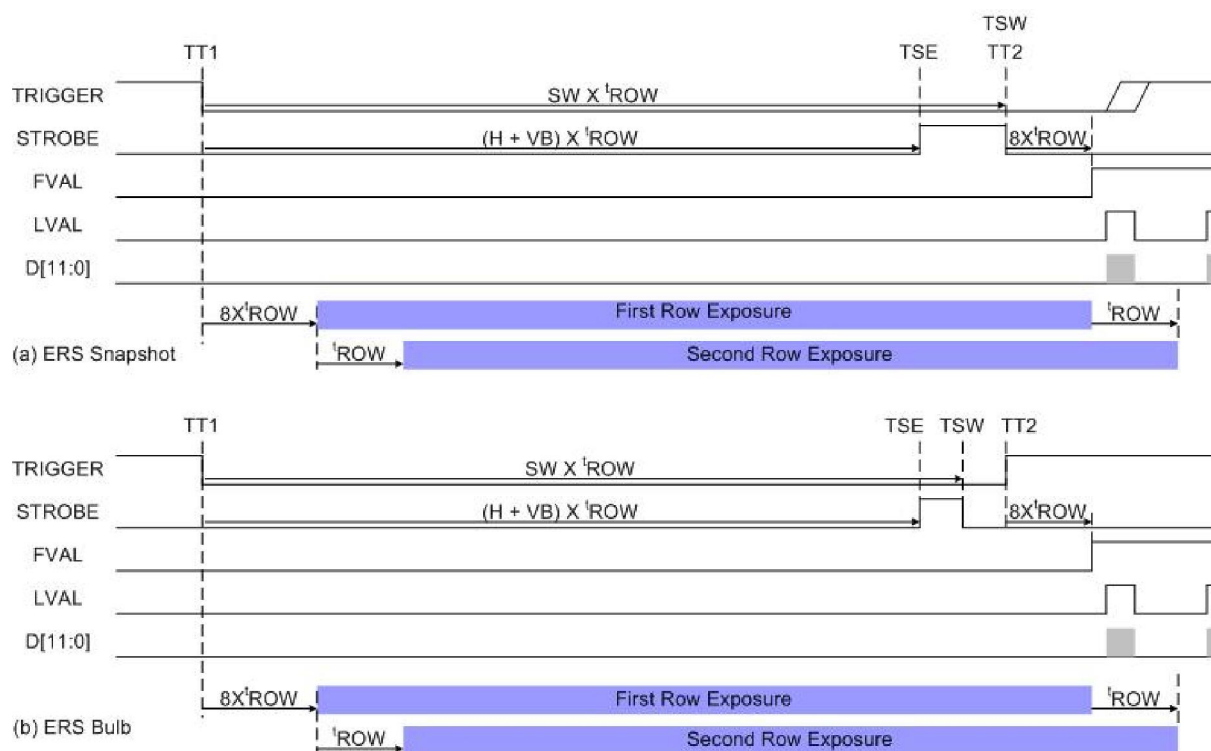 TSW
TT1 TSE TT2
TRIGGER SW X ᵗROW
STROBE (H + VB) X ᵗROW 8XᵗROW
FVAL
LVAL
D[11:0]
First Row Exposure
8XᵗROW ᵗROW
(a) ERS Snapshot ᵗROW Second Row Exposure
TT1 TSE TSW TT2
TRIGGER SW X ᵗROW
STROBE (H + VB) X ᵗROW 8XᵗROW
FVAL
LVAL
D[11:0]
8XᵗROW First Row Exposure ᵗROW
(b) ERS Bulb ᵗROW Second Row Exposure